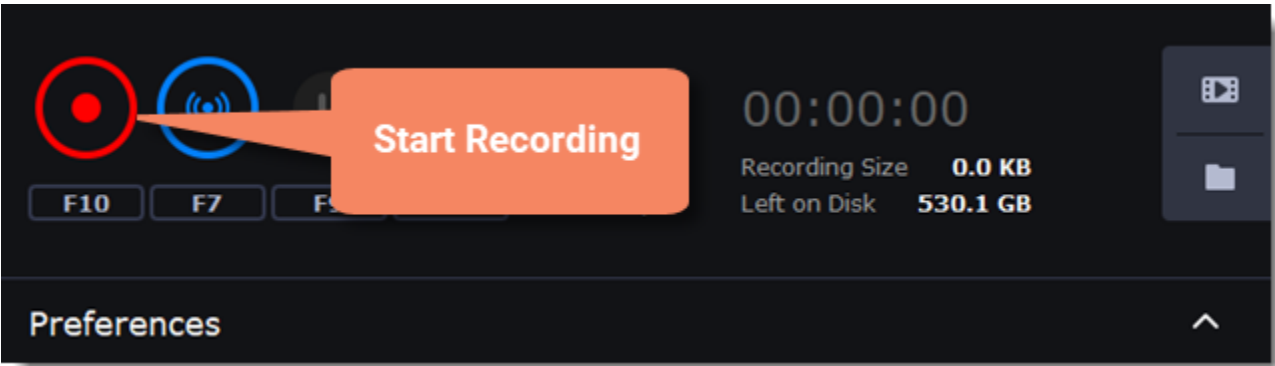 Start Recording
00:00:00
Recording Size 0.0 KB
Left on Disk 530.1 GB
F10 F7
Preferences